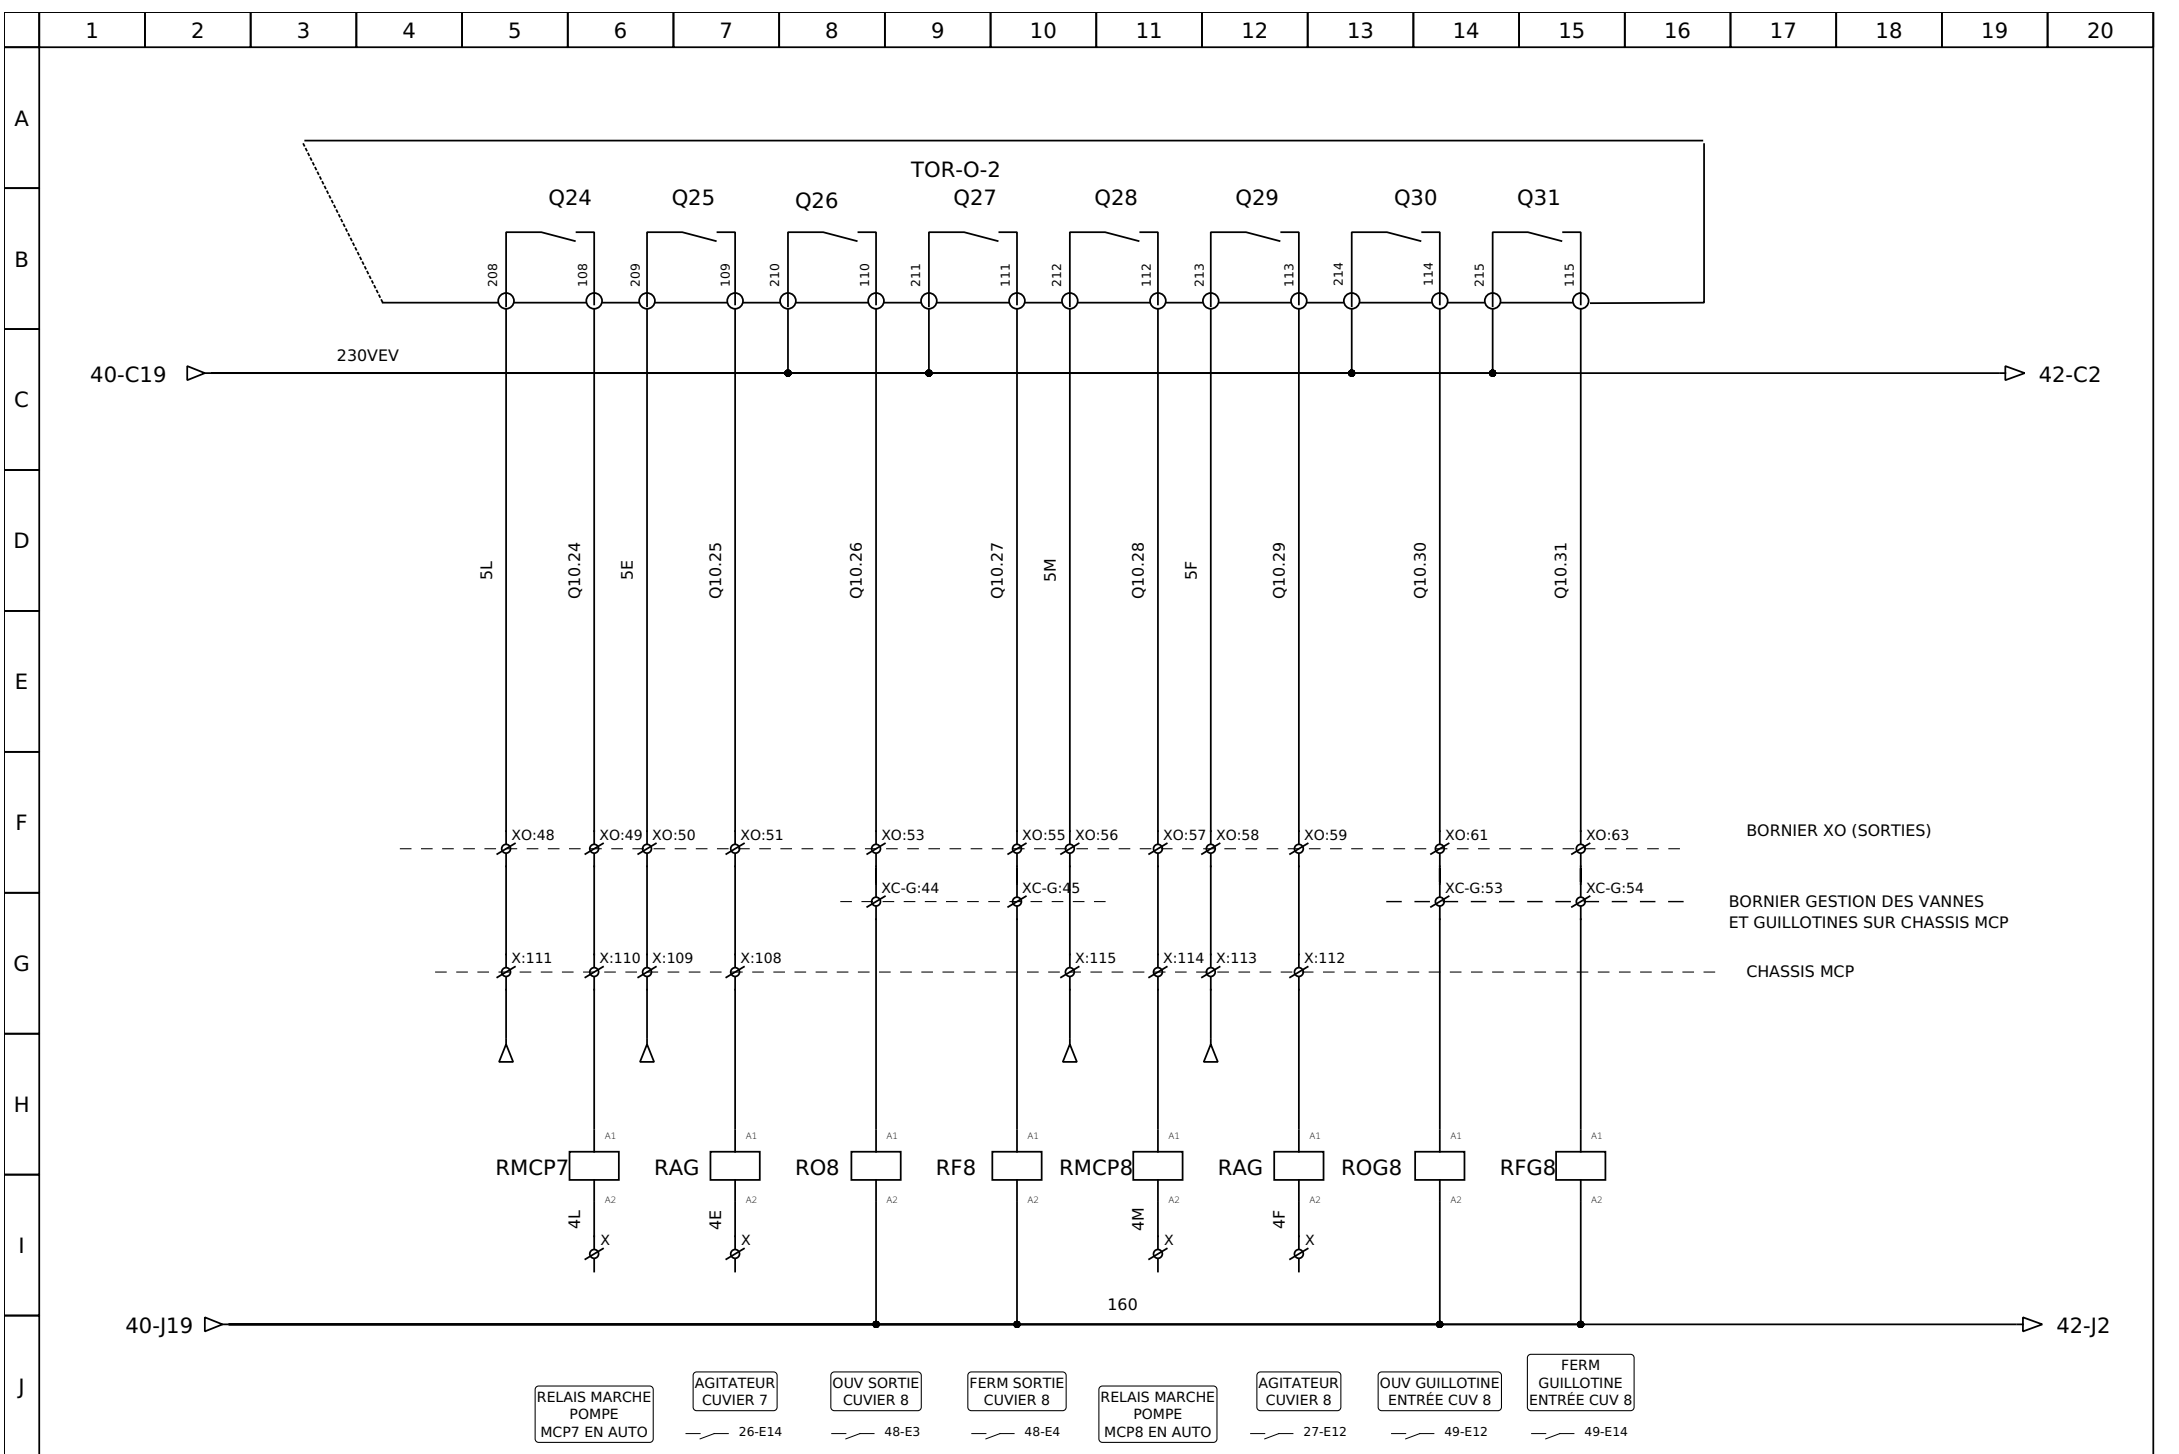 1 2 3 4 5 6 7 8 9 10 11 12 13 14 15 16 17 18 19 20
A
TOR-O-2
Q24 Q25 Q26 Q27 Q28 Q29 Q30 Q31
B
208 108 209 109 210 110 211 111 212 112 213 113 214 114 215 115
230VEV
40-C19 42-C2
C
D
5L Q10.24 5E Q10.25 Q10.26 Q10.27 5M Q10.28 5F Q10.29 Q10.30 Q10.31
E
F
XO:48 XO:49 XO:50 XO:51 XO:53 XO:55 XO:56 XO:57 XO:58 XO:59 XO:61 XO:63
BORNIER XO (SORTIES)
XC-G:44 XC-G:45 XC-G:53 XC-G:54
BORNIER GESTION DES VANNES
ET GUILLOTINES SUR CHASSIS MCP
G
X:111 X:110 X:109 X:108 X:115 X:114 X:113 X:112
CHASSIS MCP
H
A1 A1 A1 A1 A1 A1 A1 A1
RMCP7 RAG RO8 RF8 RMCP8 RAG ROG8 RFG8
A2 A2 A2 A2 A2 A2 A2 A2
4L 4E 4M 4F
I
X X X X
160
40-J19 42-J2
J
RELAIS MARCHE
POMPE
MCP7 EN AUTO
AGITATEUR
CUVIER 7
26-E14
OUV SORTIE
CUVIER 8
48-E3
FERM SORTIE
CUVIER 8
48-E4
RELAIS MARCHE
POMPE
MCP8 EN AUTO
AGITATEUR
CUVIER 8
27-E12
OUV GUILLOTINE
ENTRÉE CUV 8
49-E12
FERM
GUILLOTINE
ENTRÉE CUV 8
49-E14